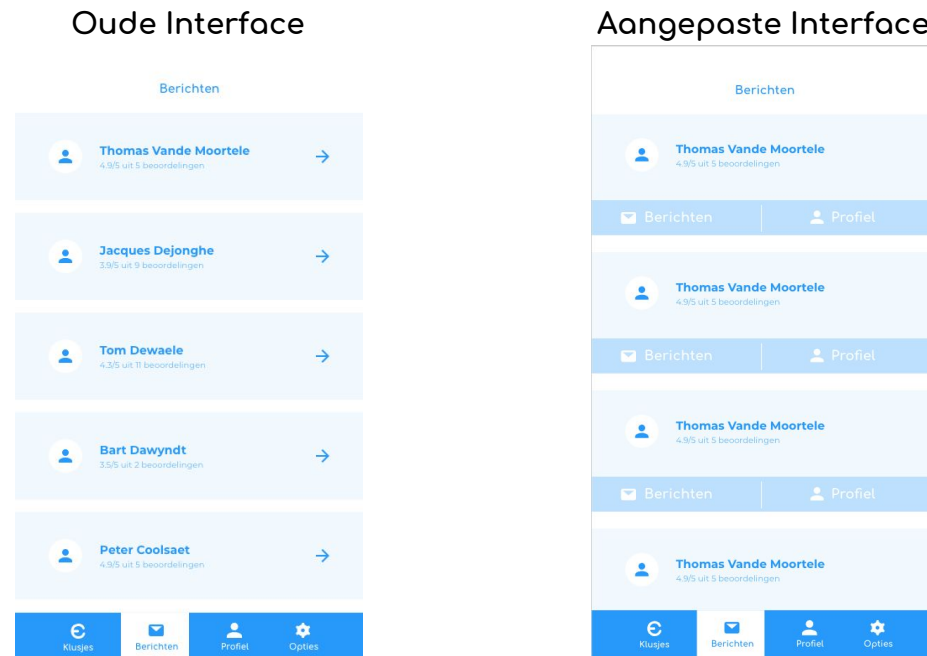 Oude Interface
Berichten
Thomas Vande Moortele
4.9/5 uit 5 beoordelingen
Jacques Dejonghe
3.9/5 uit 9 beoordelingen
Tom Dewaele
4.3/5 uit 11 beoordelingen
Bart Dawyndt
3.5/5 uit 2 beoordelingen
Peter Coolsaet
4.9/5 uit 5 beoordelingen
Klusjes Berichten Profiel Opties
Aangepaste Interface
Berichten
Thomas Vande Moortele
4.9/5 uit 5 beoordelingen
Berichten Profiel
Thomas Vande Moortele
4.9/5 uit 5 beoordelingen
Berichten Profiel
Thomas Vande Moortele
4.9/5 uit 5 beoordelingen
Berichten Profiel
Thomas Vande Moortele
4.9/5 uit 5 beoordelingen
Klusjes Berichten Profiel Opties